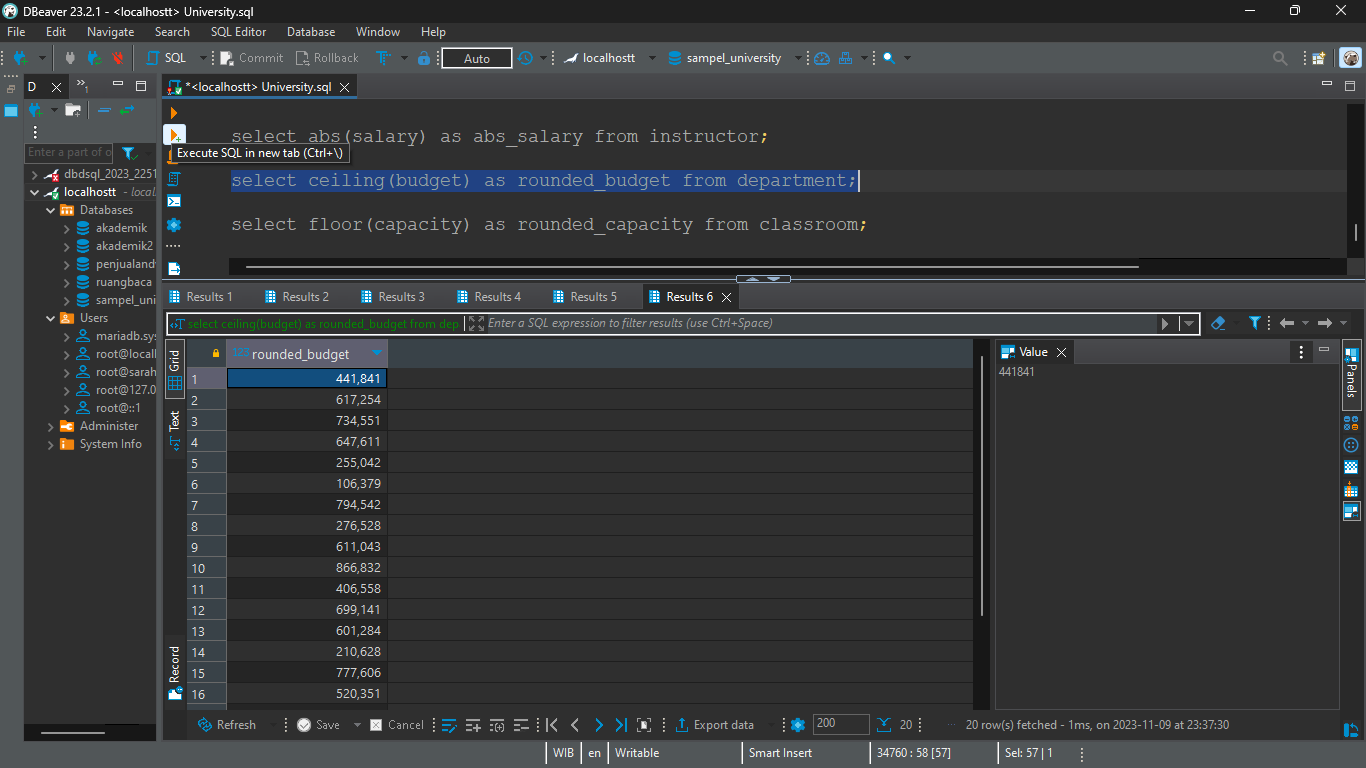 DBeaver 23.2.1 - <localhostt> University.sql
File Edit Navigate Search SQL Editor Database Window Help
SQL Commit Rollback Auto localhostt sampel_university
D »1 *<localhostt> University.sql
Enter a part of o
dbdsql_2023_2251
localhostt - local
Databases
akademik
akademik2
penjualand
ruangbaca
sampel_uni
Users
mariadb.sy
root@locall
root@sarah
root@127.0
root@::1
Administer
System Info
select abs(salary) as abs_salary from instructor;
Execute SQL in new tab (Ctrl+\)
select ceiling(budget) as rounded_budget from department;
select floor(capacity) as rounded_capacity from classroom;
Results 1 Results 2 Results 3 Results 4 Results 5 Results 6
select ceiling(budget) as rounded_budget from dep Enter a SQL expression to filter results (use Ctrl+Space)
Grid
Text
Record
123 rounded_budget
1 441,841
2 617,254
3 734,551
4 647,611
5 255,042
6 106,379
7 794,542
8 276,528
9 611,043
10 866,832
11 406,558
12 699,141
13 601,284
14 210,628
15 777,606
16 520,351
Value
441841
Panels
Refresh Save Cancel Export data 200 20 ... 20 row(s) fetched - 1ms, on 2023-11-09 at 23:37:30
WIB en Writable Smart Insert 34760 : 58 [57] Sel: 57 | 1